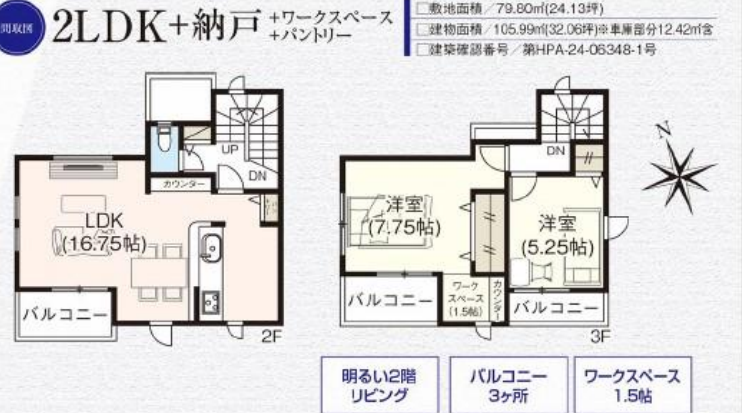 間取図
2LDK+納戸
+ワークスペース
+パントリー
□敷地面積/79.80㎡(24.13坪)
□建物面積/105.99㎡(32.06坪)※車庫部分12.42㎡含
□建築確認番号/第HPA-24-06348-1号
UP
DN
カウンター
LDK
(16.75帖)
バルコニー
2F
DN
洋室
(7.75帖)
洋室
(5.25帖)
バルコニー
ワーク
スペース
(1.5帖)
カウンター
バルコニー
3F
N
明るい2階
リビング
バルコニー
3ヶ所
ワークスペース
1.5帖